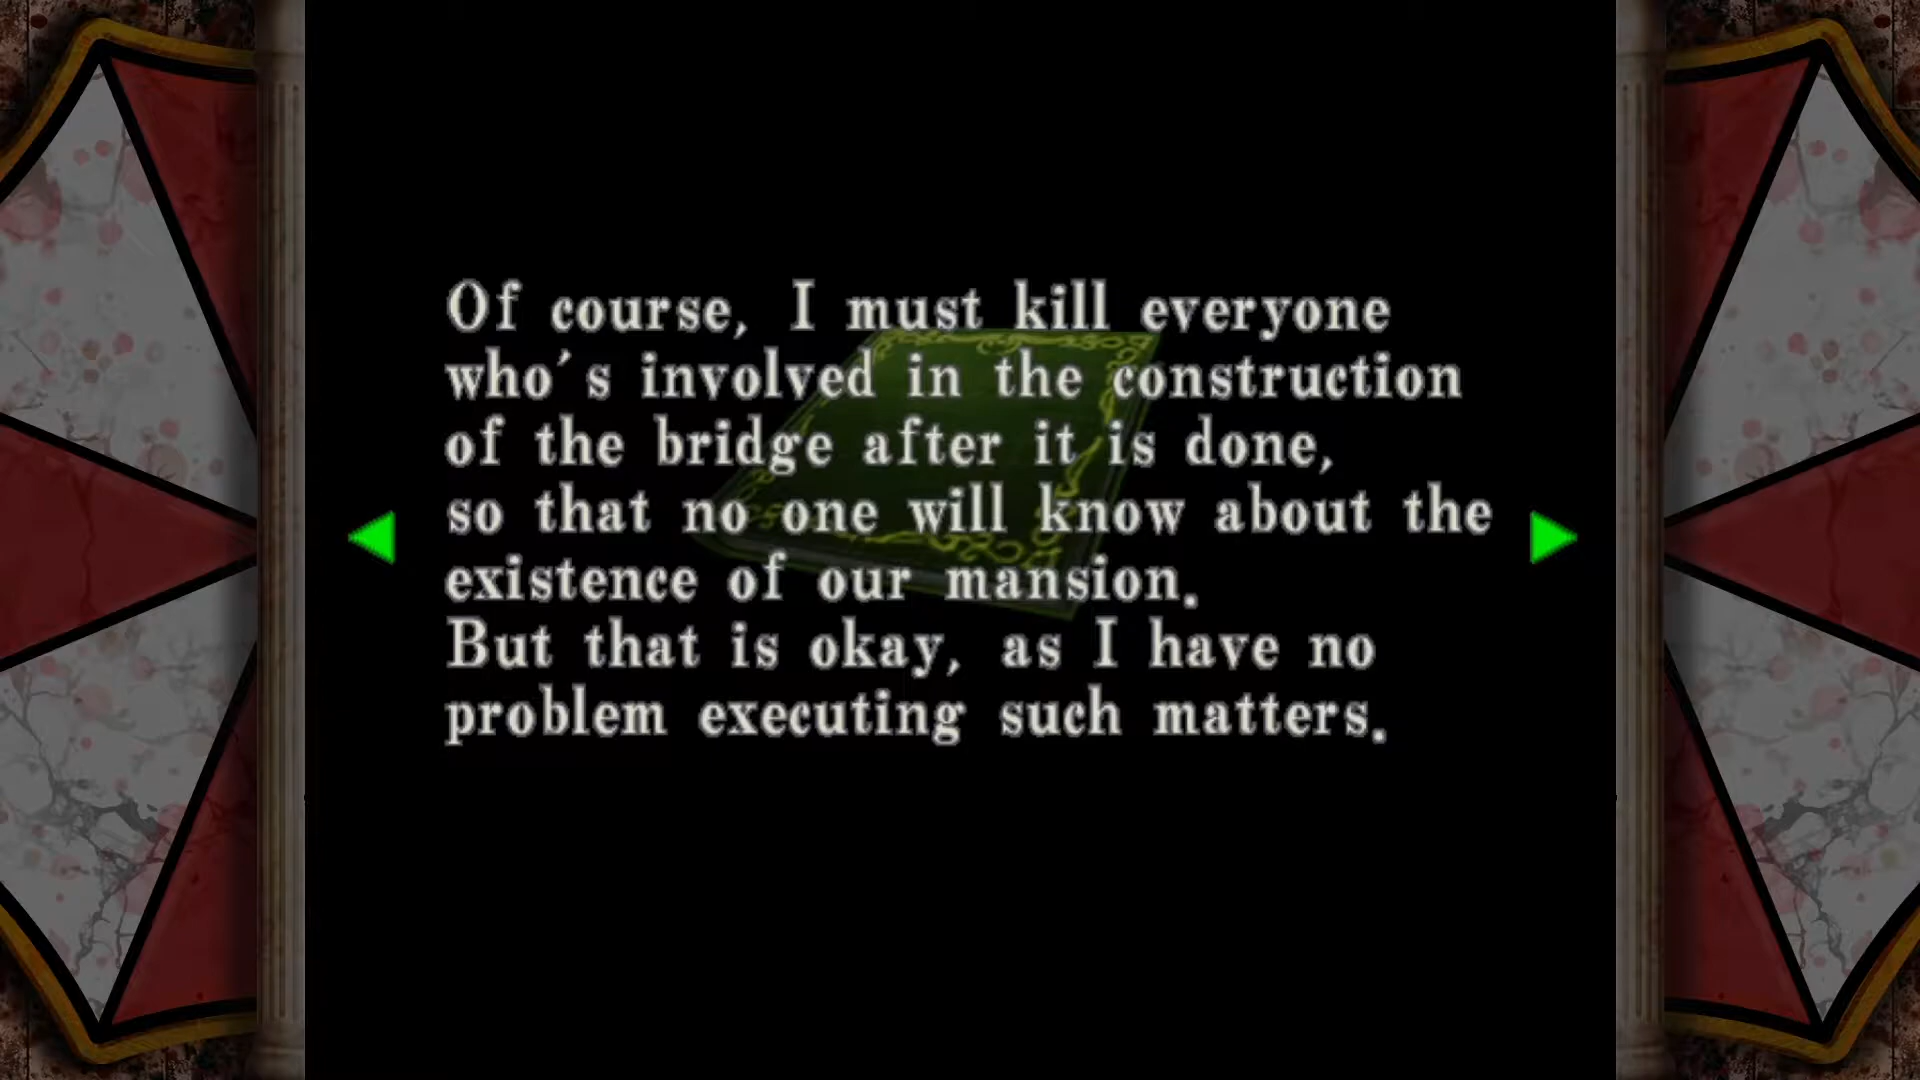 Of course, I must kill everyone
who's involved in the construction
of the bridge after it is done,
so that no one will know about the
existence of our mansion.
But that is okay, as I have no
problem executing such matters.